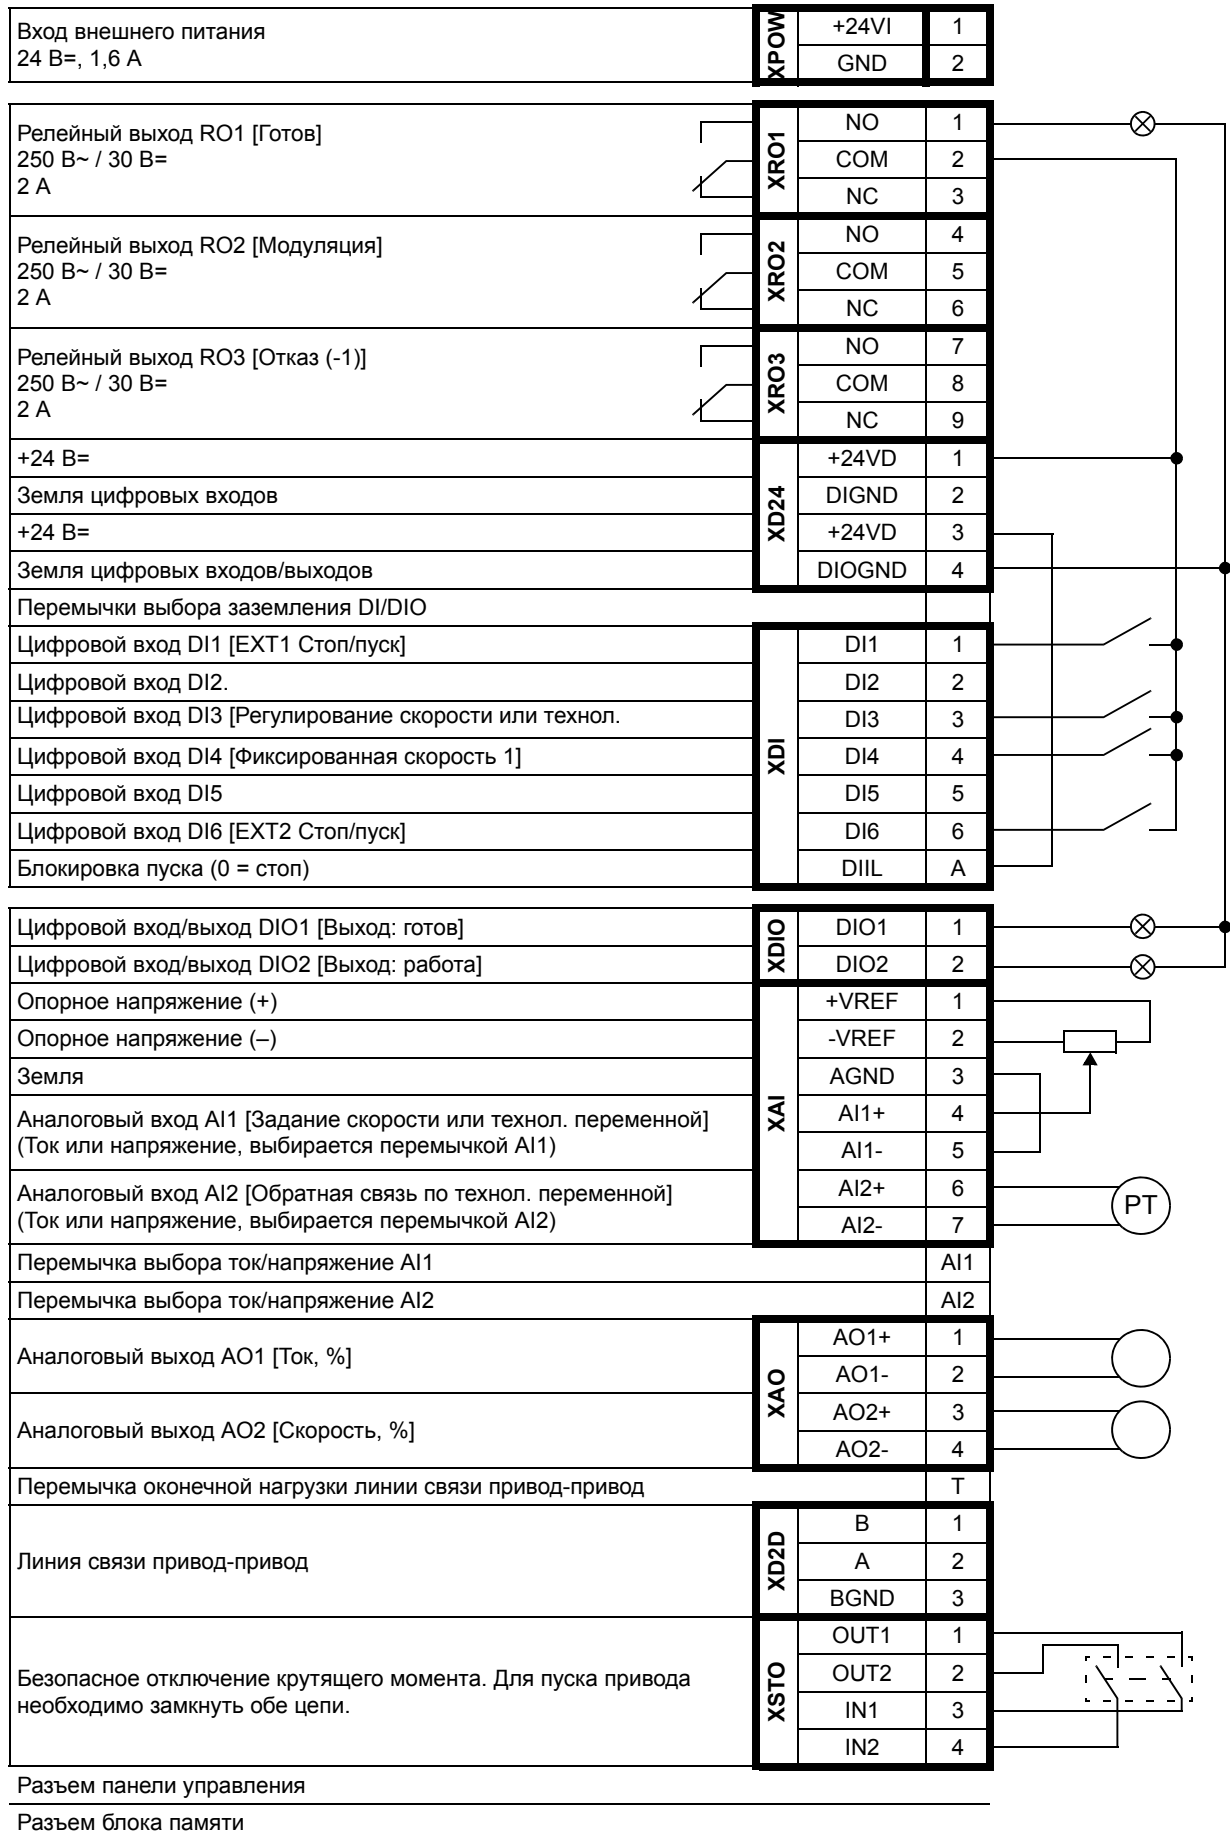 Вход внешнего питания
24 В=, 1,6 А
XPOW
+24VI 1
GND 2
Релейный выход RO1 [Готов]
250 В~ / 30 В=
2 А
XRO1
NO 1
COM 2
NC 3
Релейный выход RO2 [Модуляция]
250 В~ / 30 В=
2 А
XRO2
NO 4
COM 5
NC 6
Релейный выход RO3 [Отказ (-1)]
250 В~ / 30 В=
2 А
XRO3
NO 7
COM 8
NC 9
XD24
+24 В= +24VD 1
Земля цифровых входов DIGND 2
+24 В= +24VD 3
Земля цифровых входов/выходов DIOGND 4
Перемычки выбора заземления DI/DIO
XDI
Цифровой вход DI1 [EXT1 Стоп/пуск] DI1 1
Цифровой вход DI2. DI2 2
Цифровой вход DI3 [Регулирование скорости или технол. DI3 3
Цифровой вход DI4 [Фиксированная скорость 1] DI4 4
Цифровой вход DI5 DI5 5
Цифровой вход DI6 [EXT2 Стоп/пуск] DI6 6
Блокировка пуска (0 = стоп) DIIL A
XDIO
Цифровой вход/выход DIO1 [Выход: готов] DIO1 1
Цифровой вход/выход DIO2 [Выход: работа] DIO2 2
XAI
Опорное напряжение (+) +VREF 1
Опорное напряжение (–) -VREF 2
Земля AGND 3
Аналоговый вход AI1 [Задание скорости или технол. переменной]
(Ток или напряжение, выбирается перемычкой AI1)
AI1+ 4
AI1- 5
Аналоговый вход AI2 [Обратная связь по технол. переменной]
(Ток или напряжение, выбирается перемычкой AI2)
AI2+ 6
AI2- 7
PT
Перемычка выбора ток/напряжение AI1 AI1
Перемычка выбора ток/напряжение AI2 AI2
XAO
Аналоговый выход AO1 [Ток, %]
AO1+ 1
AO1- 2
Аналоговый выход AO2 [Скорость, %]
AO2+ 3
AO2- 4
Перемычка оконечной нагрузки линии связи привод-привод T
Линия связи привод-привод
XD2D
B 1
A 2
BGND 3
Безопасное отключение крутящего момента. Для пуска привода
необходимо замкнуть обе цепи.
XSTO
OUT1 1
OUT2 2
IN1 3
IN2 4
Разъем панели управления
Разъем блока памяти